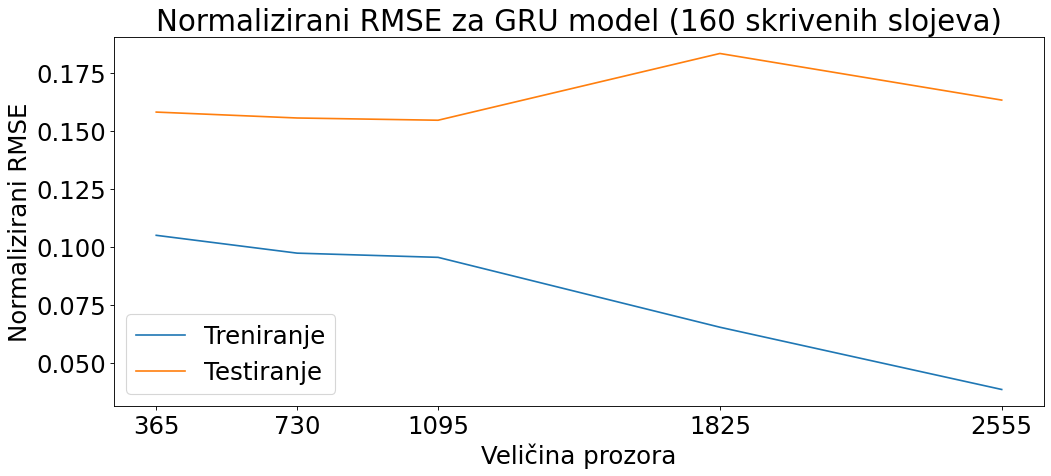 Normalizirani RMSE za GRU model (160 skrivenih slojeva)
0.175
0.150
0.125
0.100
0.075
0.050
Normalizirani RMSE
Treniranje
Testiranje
365 730 1095 1825 2555
Veličina prozora